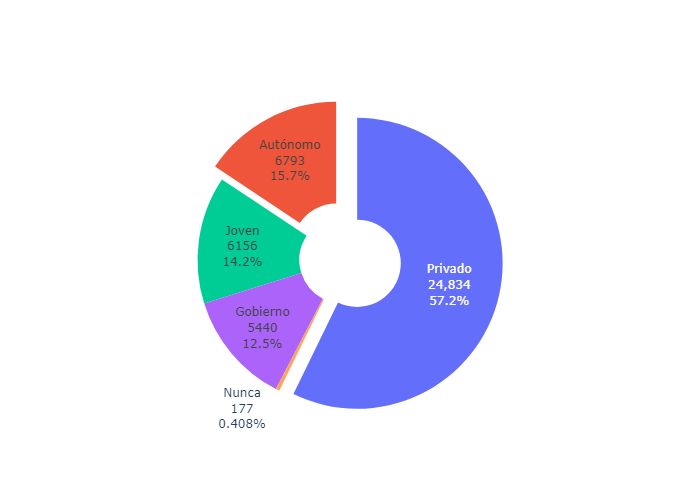 Autónomo
6793
15.7%
Joven
6156
14.2%
Privado
24,834
57.2%
Gobierno
5440
12.5%
Nunca
177
0.408%